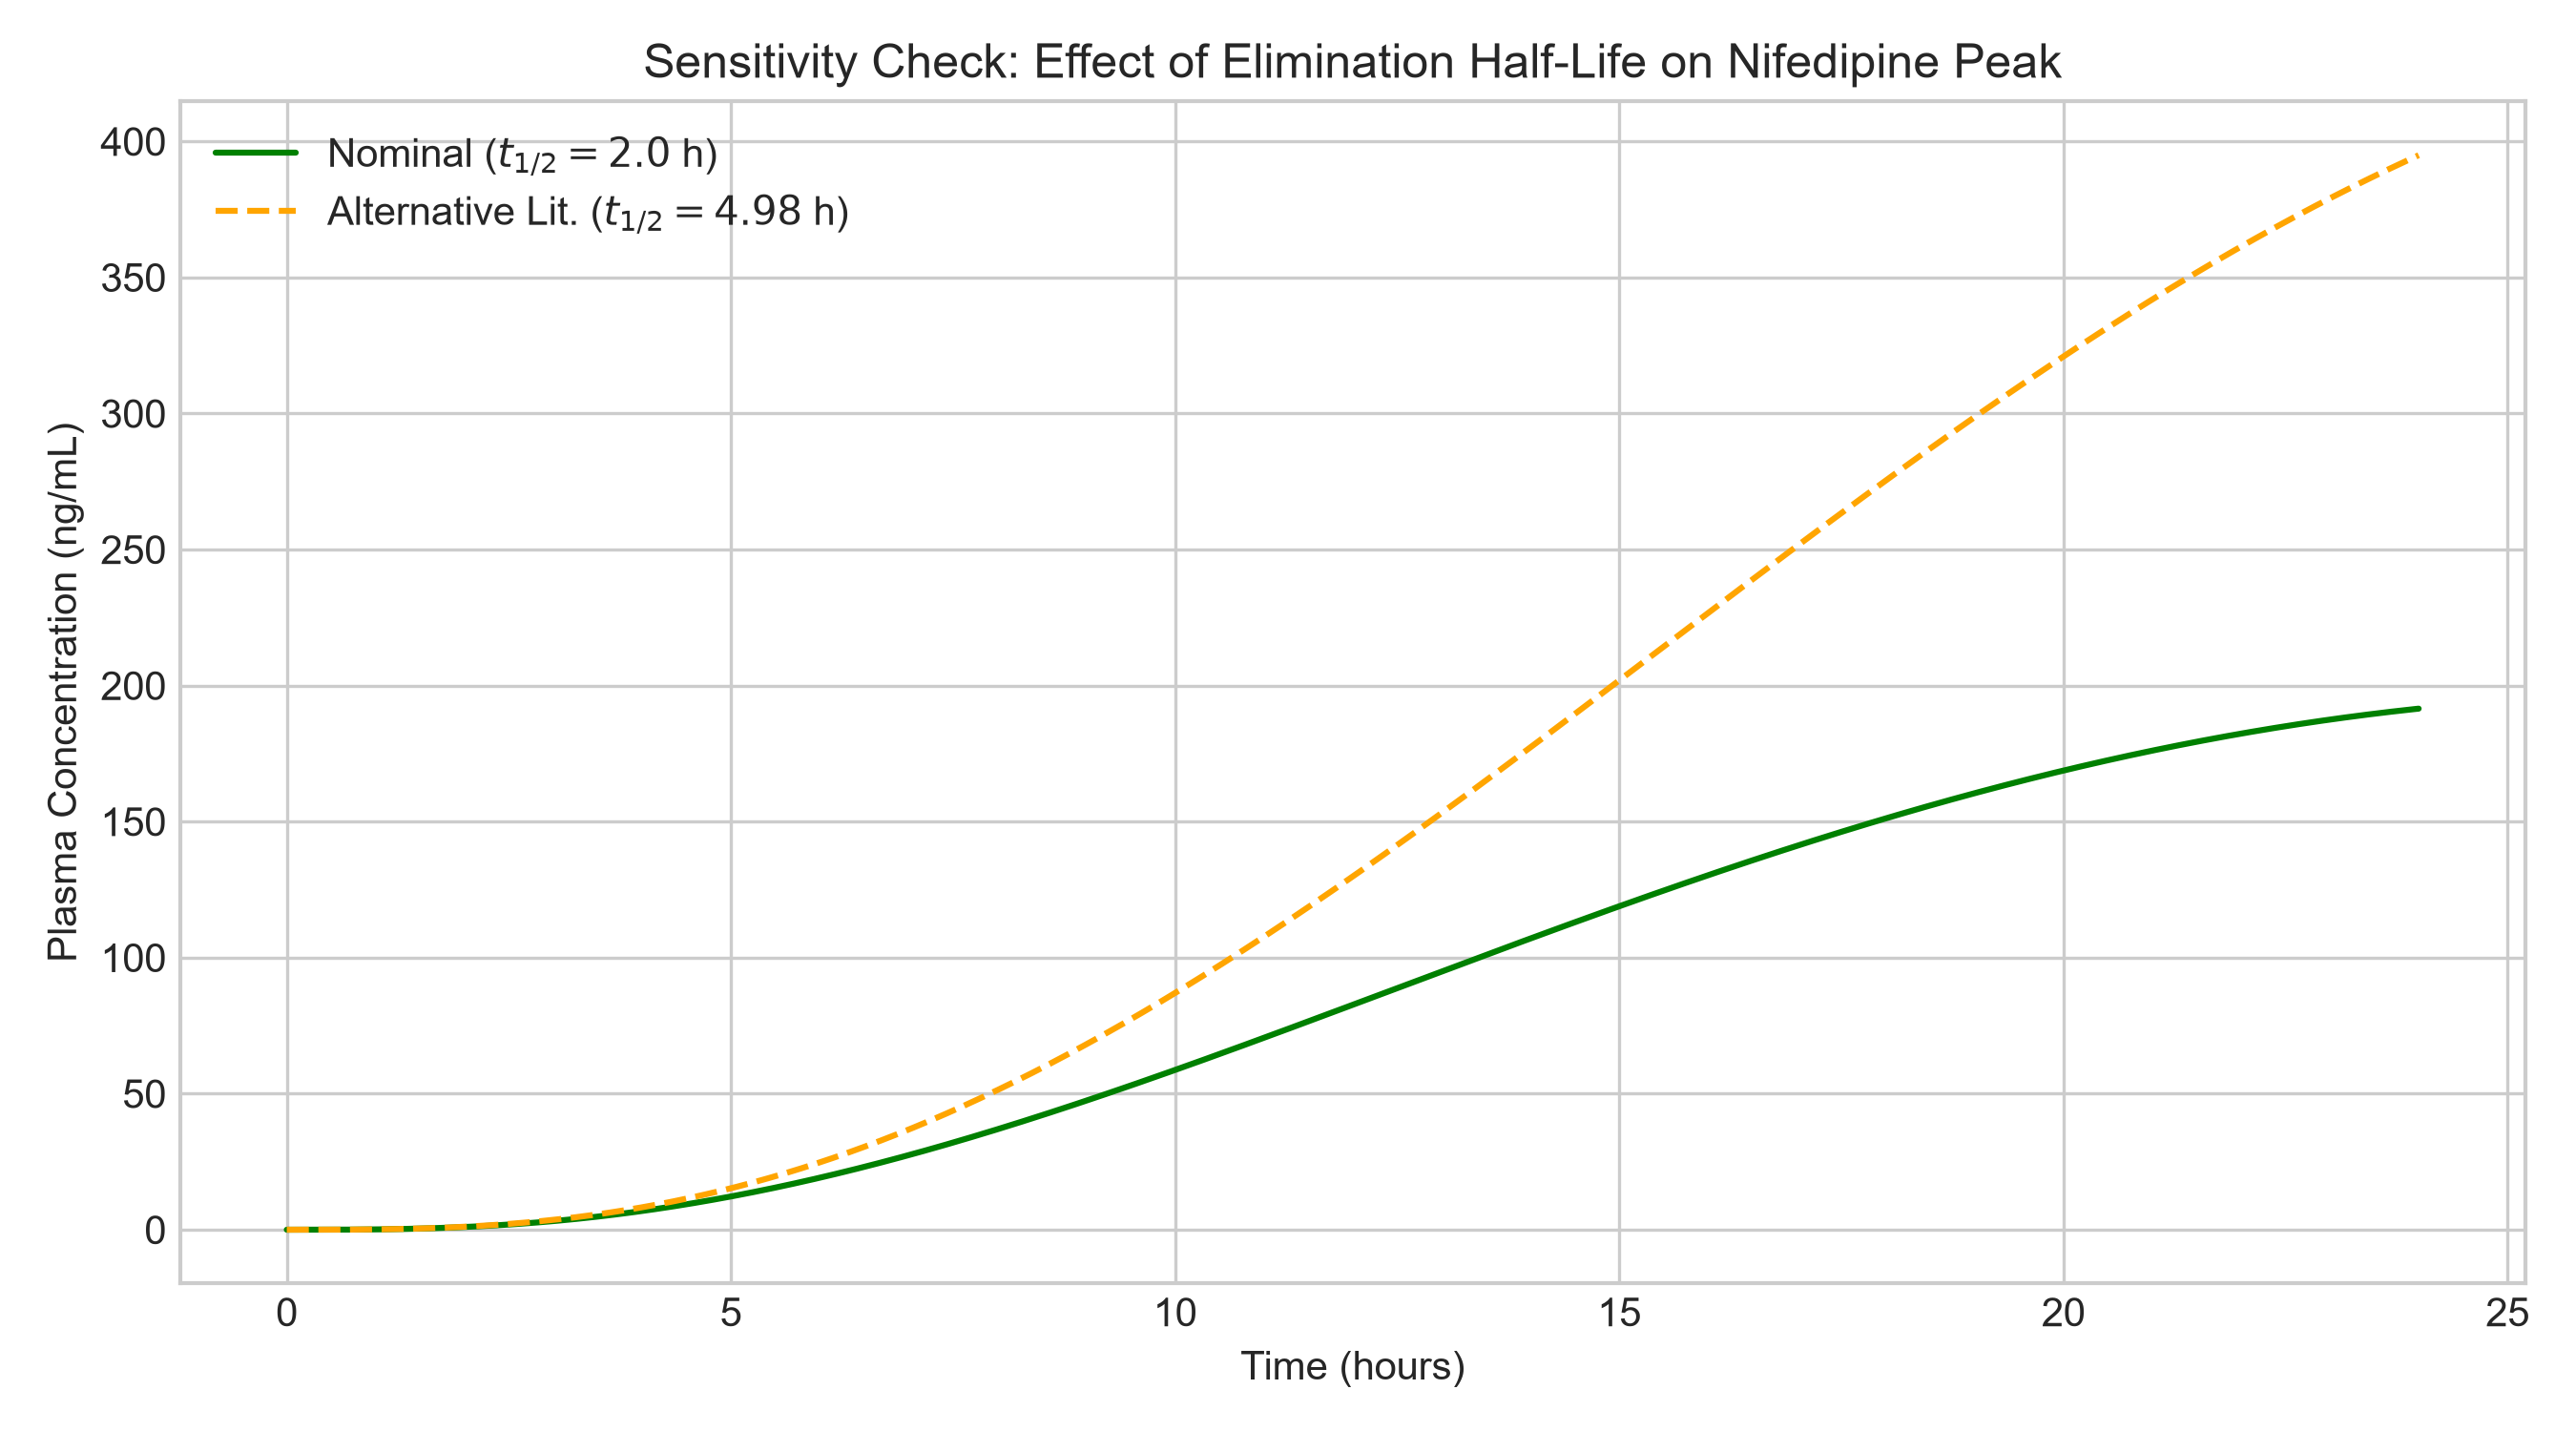 Sensitivity Check: Effect of Elimination Half-Life on Nifedipine Peak
Nominal (t1/2 = 2.0 h)
Alternative Lit. (t1/2 = 4.98 h)
Plasma Concentration (ng/mL)
400
350
300
250
200
150
100
50
0
0 5 10 15 20 25
Time (hours)